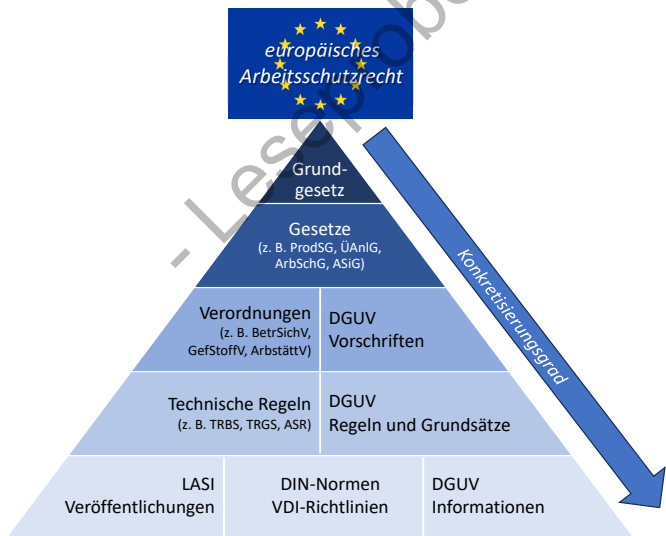 europäisches
Arbeitsschutzrecht
- Leseprobe
Grund-
gesetz
Gesetze
(z. B. ProdSG, ÜAnlG,
ArbSchG, ASiG)
Konkretisierungsgrad
Verordnungen
(z. B. BetrSichV,
GefStoffV, ArbstättV)
DGUV
Vorschriften
Technische Regeln
(z. B. TRBS, TRGS, ASR)
DGUV
Regeln und Grundsätze
LASI
Veröffentlichungen
DIN-Normen
VDI-Richtlinien
DGUV
Informationen